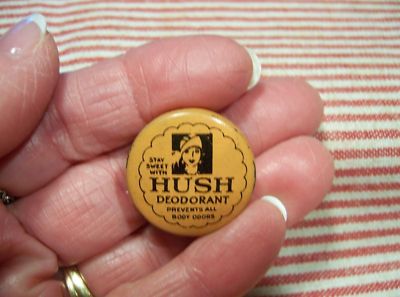 STAY
SWEET
WITH
HUSH
DEODORANT
PREVENTS ALL
BODY ODORS